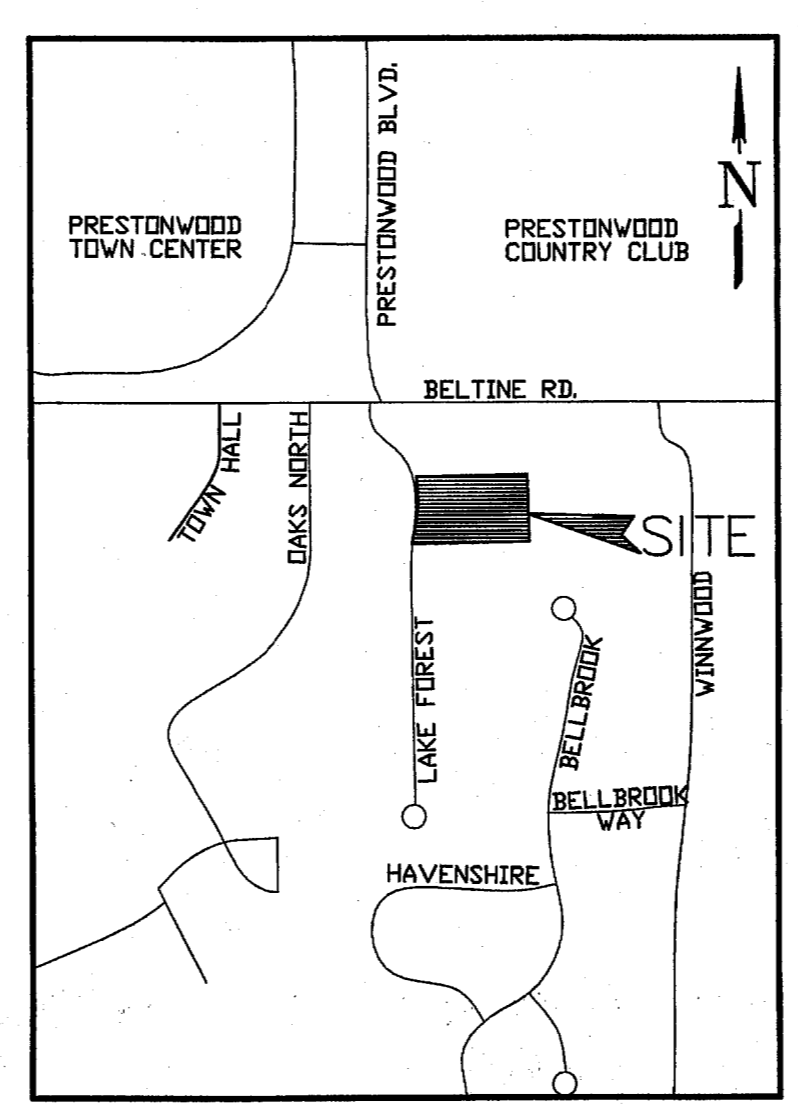 PRESTONWOOD BLVD.
N
PRESTONWOOD
TOWN CENTER
PRESTONWOOD
COUNTRY CLUB
BELTINE RD.
TOWN HALL
OAKS NORTH
SITE
WINNWOOD
LAKE FOREST
BELLBROOK
BELLBROOK
WAY
HAVENSHIRE